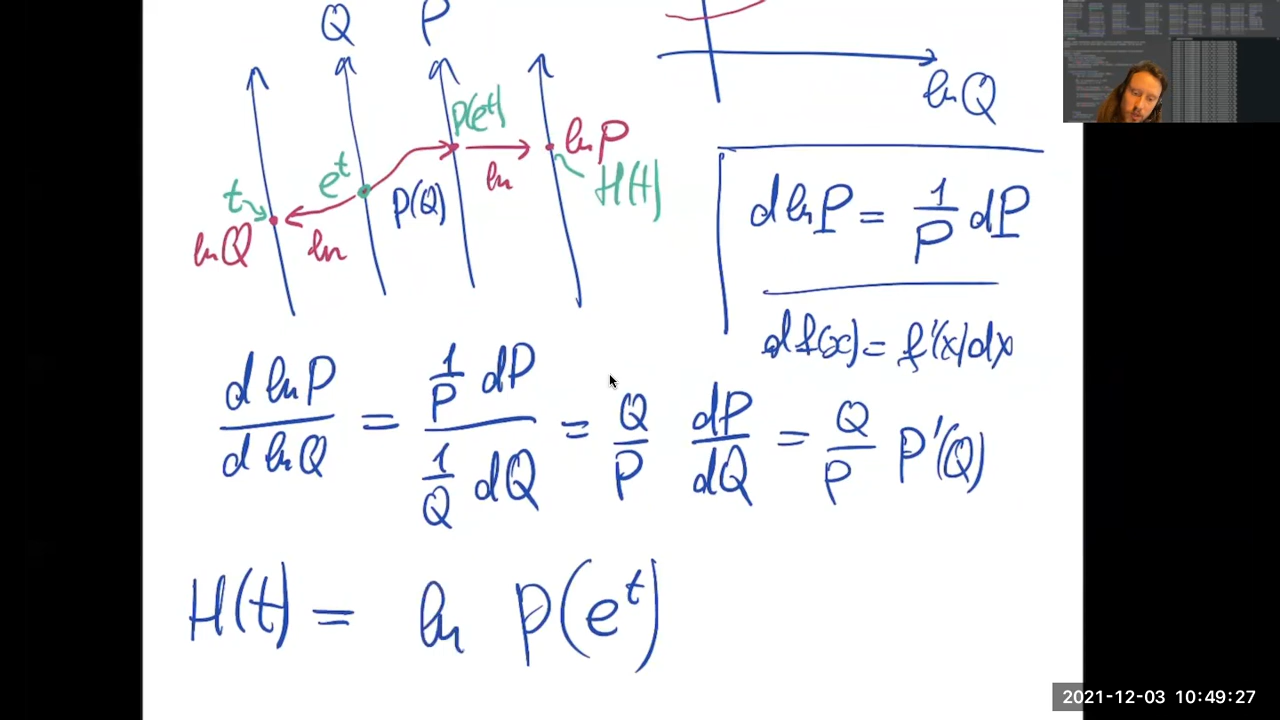 Q P
ln Q
P(e^t) ln P
e^t ln H(t)
t P(Q)
ln Q ln
d ln P = 1/P dP
df(x) = f'(x)dx
d ln P / d ln Q = (1/P dP) / (1/Q dQ) = Q/P dP/dQ = Q/P P'(Q)
H(t) = ln P(e^t)
2021-12-03 10:49:27